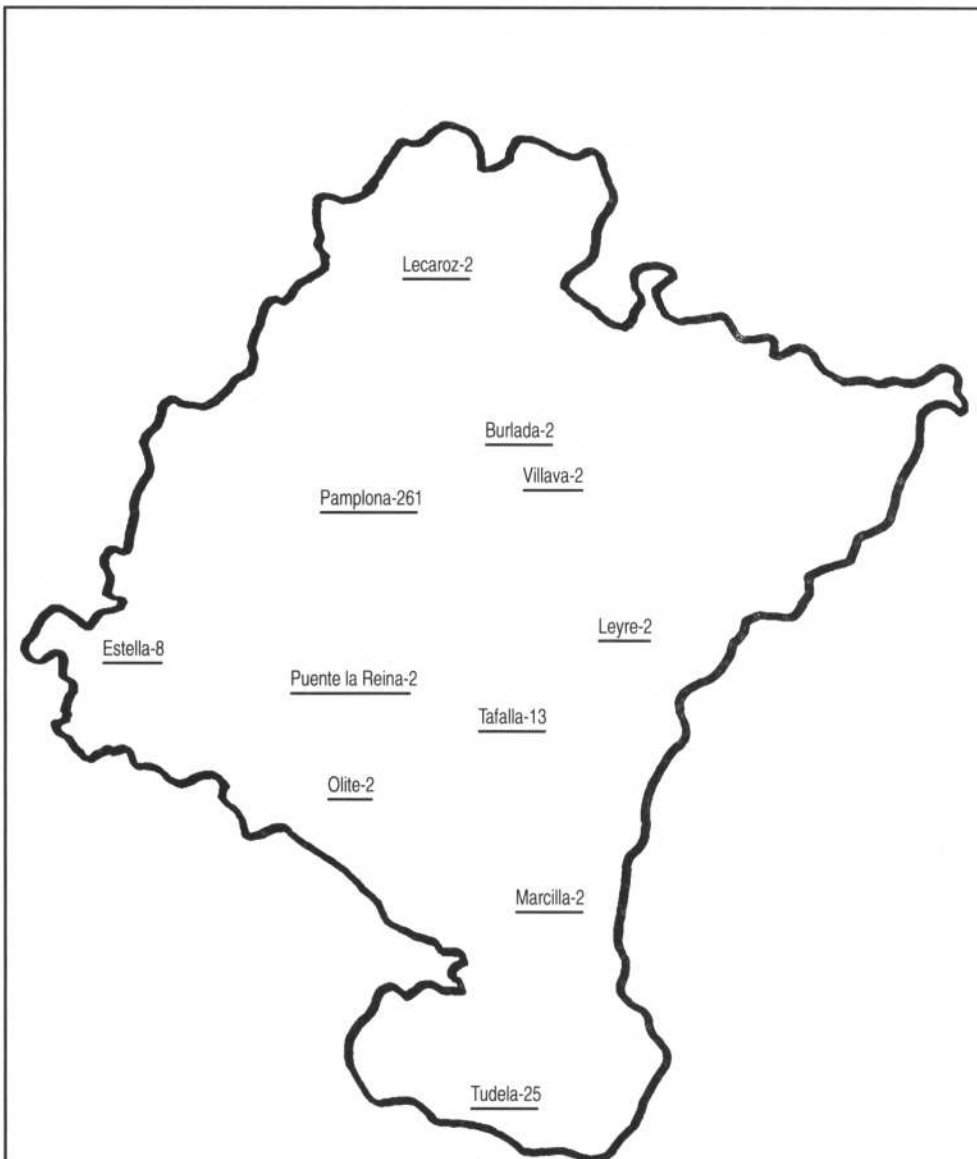 Lecaroz-2
Burlada-2
Villava-2
Pamplona-261
Leyre-2
Estella-8
Puente la Reina-2
Tafalla-13
Olite-2
Marcilla-2
Tudela-25